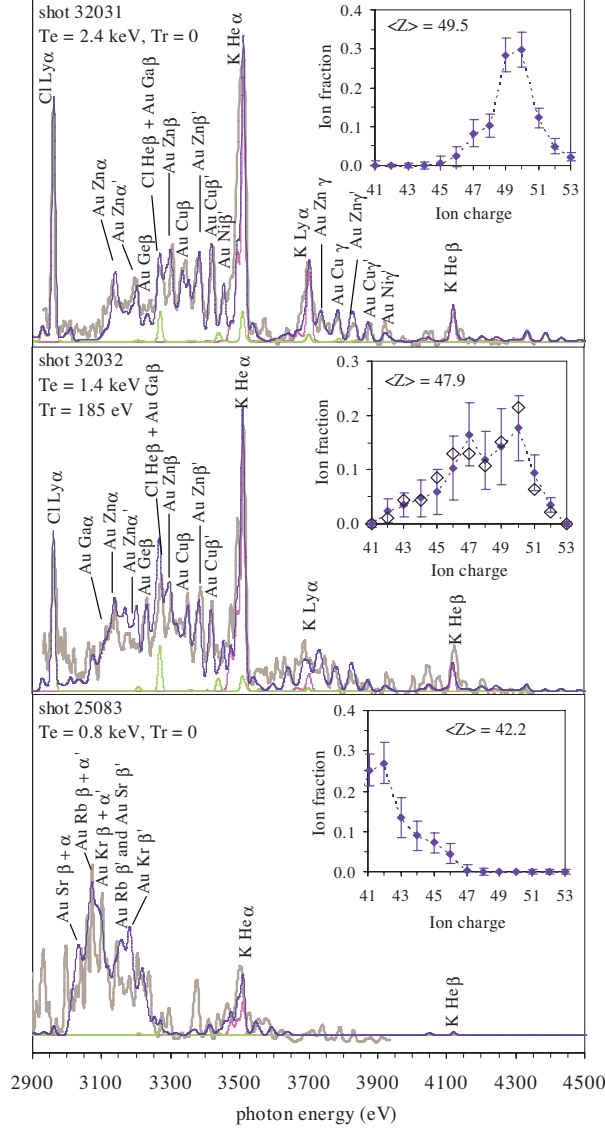 shot 32031
Te = 2.4 keV, Tr = 0
Cl Lyα
Au Znα
Au Znα'
Au Geβ
Cl Heβ + Au Gaβ
Au Znβ
Au Cuβ
Au Znβ'
Au Cuβ'
Au Niβ'
K Heα
K Lyα
Au Zn γ
Au Cu γ
Au Znγ'
Au Cuγ'
Au Niγ'
K Heβ
<Z> = 49.5
Ion fraction
0.4
0.3
0.2
0.1
0.0
41 43 45 47 49 51 53
Ion charge
shot 32032
Te = 1.4 keV
Tr = 185 eV
Cl Lyα
Au Gaα
Au Znα
Au Znα'
Au Geβ
Cl Heβ + Au Gaβ
Au Znβ
Au Cuβ
Au Znβ'
Au Cuβ'
K Heα
K Lyα
K Heβ
<Z> = 47.9
Ion fraction
0.3
0.2
0.1
0.0
41 43 45 47 49 51 53
Ion charge
shot 25083
Te = 0.8 keV, Tr = 0
Au Sr β + α
Au Rb β + α'
Au Kr β + α'
Au Rb β' and Au Sr β'
Au Kr β'
K Heα
K Heβ
<Z> = 42.2
Ion fraction
0.4
0.3
0.2
0.1
0.0
41 43 45 47 49 51 53
Ion charge
2900 3100 3300 3500 3700 3900 4100 4300 4500
photon energy (eV)